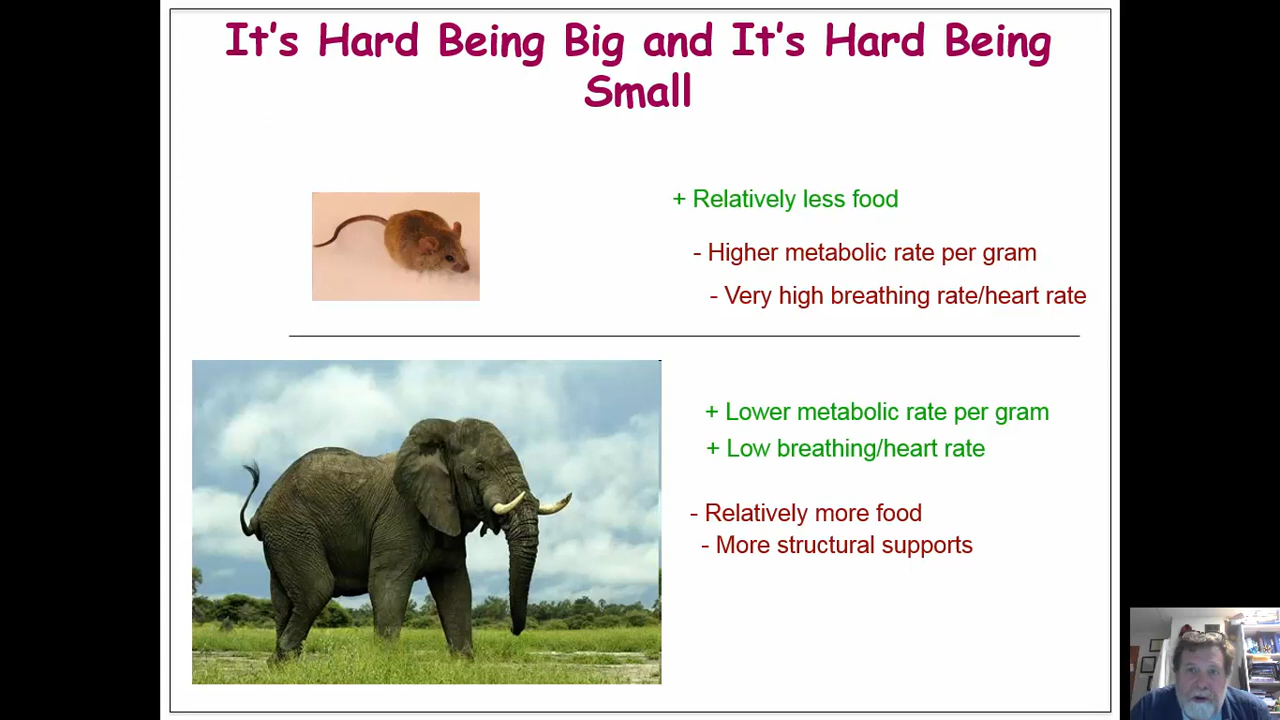 It's Hard Being Big and It's Hard Being
Small
+ Relatively less food
- Higher metabolic rate per gram
- Very high breathing rate/heart rate
+ Lower metabolic rate per gram
+ Low breathing/heart rate
- Relatively more food
- More structural supports